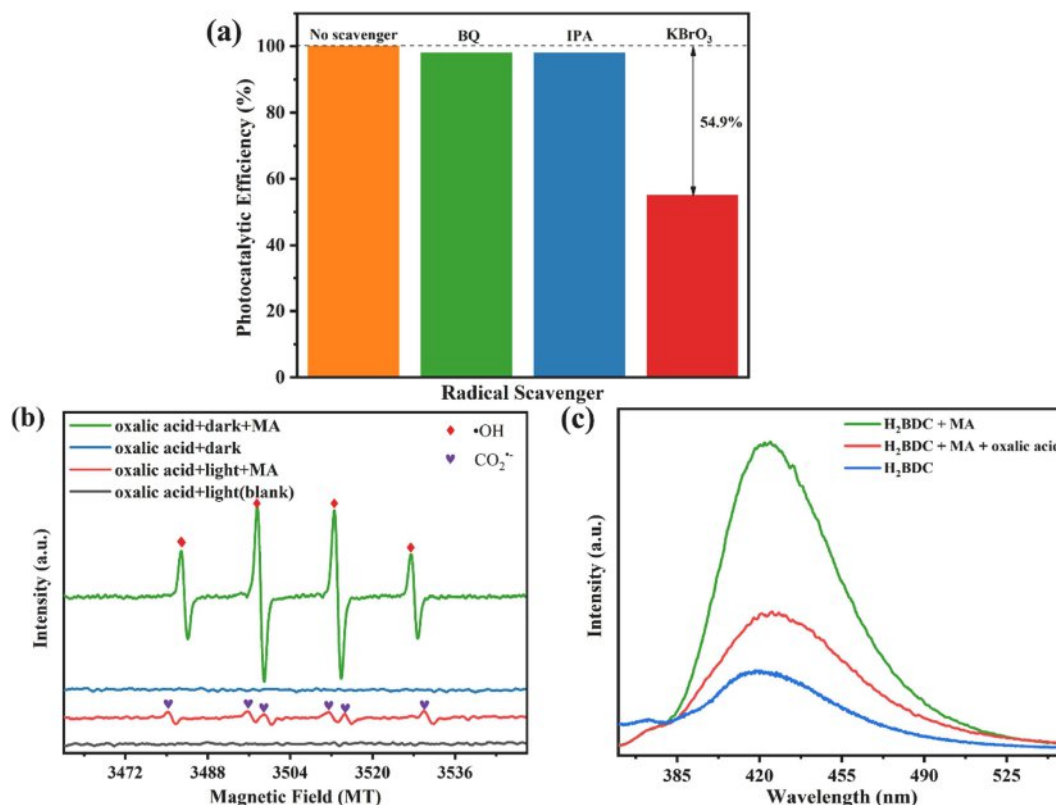 (a)
No scavenger BQ IPA KBrO₃
54.9%
100
80
60
40
20
0
Photocatalytic Efficiency (%)
Radical Scavenger
(b)
oxalic acid+dark+MA
oxalic acid+dark
oxalic acid+light+MA
oxalic acid+light(blank)
•OH
CO₂•-
Intensity (a.u.)
3472 3488 3504 3520 3536
Magnetic Field (MT)
(c)
H₂BDC + MA
H₂BDC + MA + oxalic acid
H₂BDC
Intensity (a.u.)
385 420 455 490 525
Wavelength (nm)